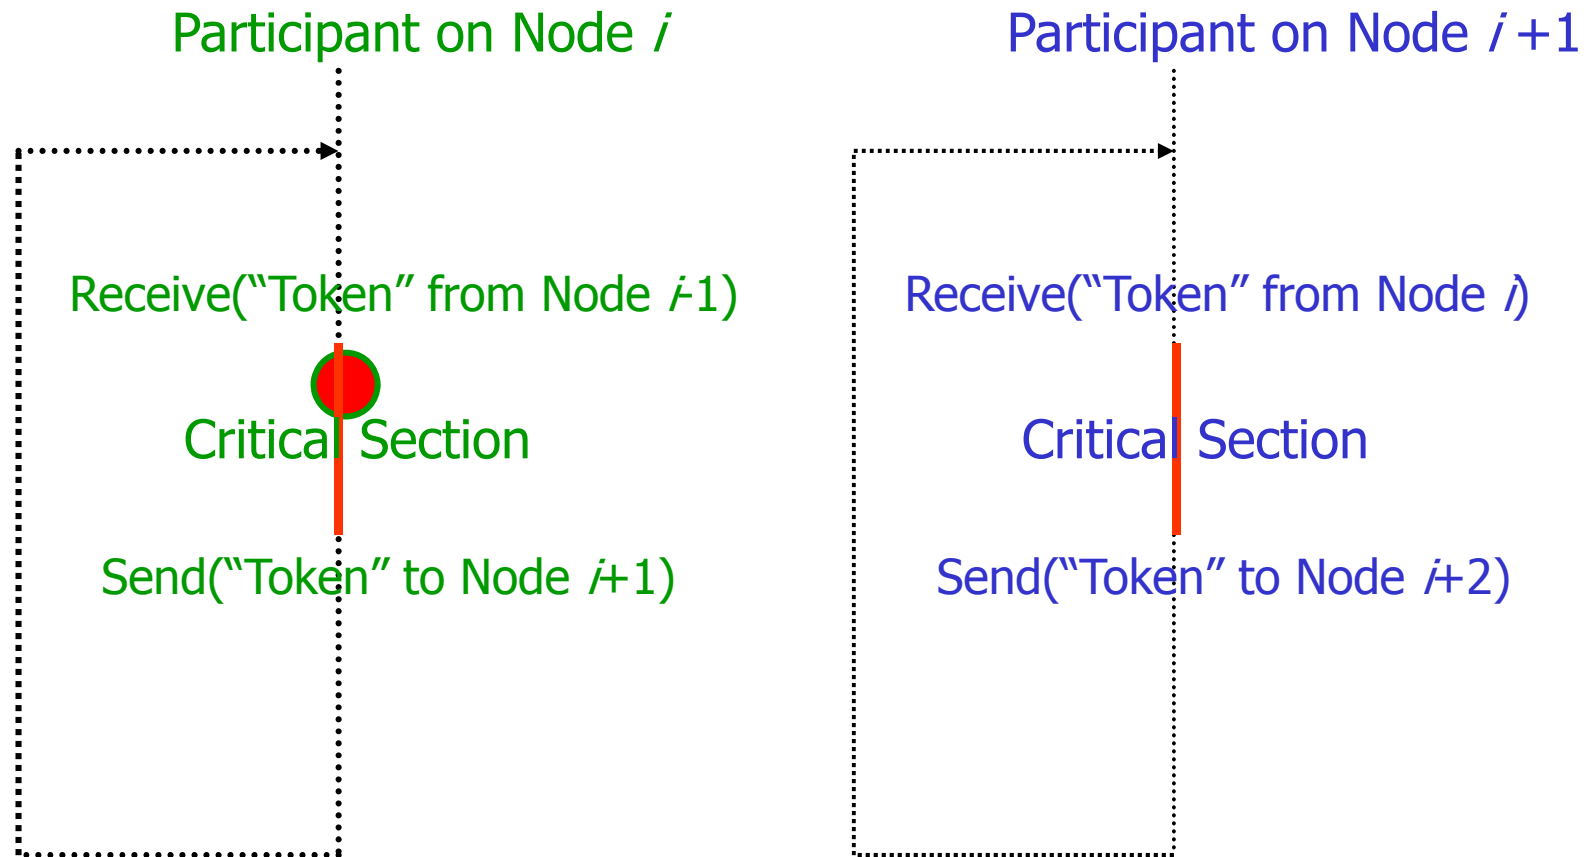 Participant on Node i
Receive(“Token” from Node i-1)
Critical Section
Send(“Token” to Node i+1)
Participant on Node i +1
Receive(“Token” from Node i)
Critical Section
Send(“Token” to Node i+2)